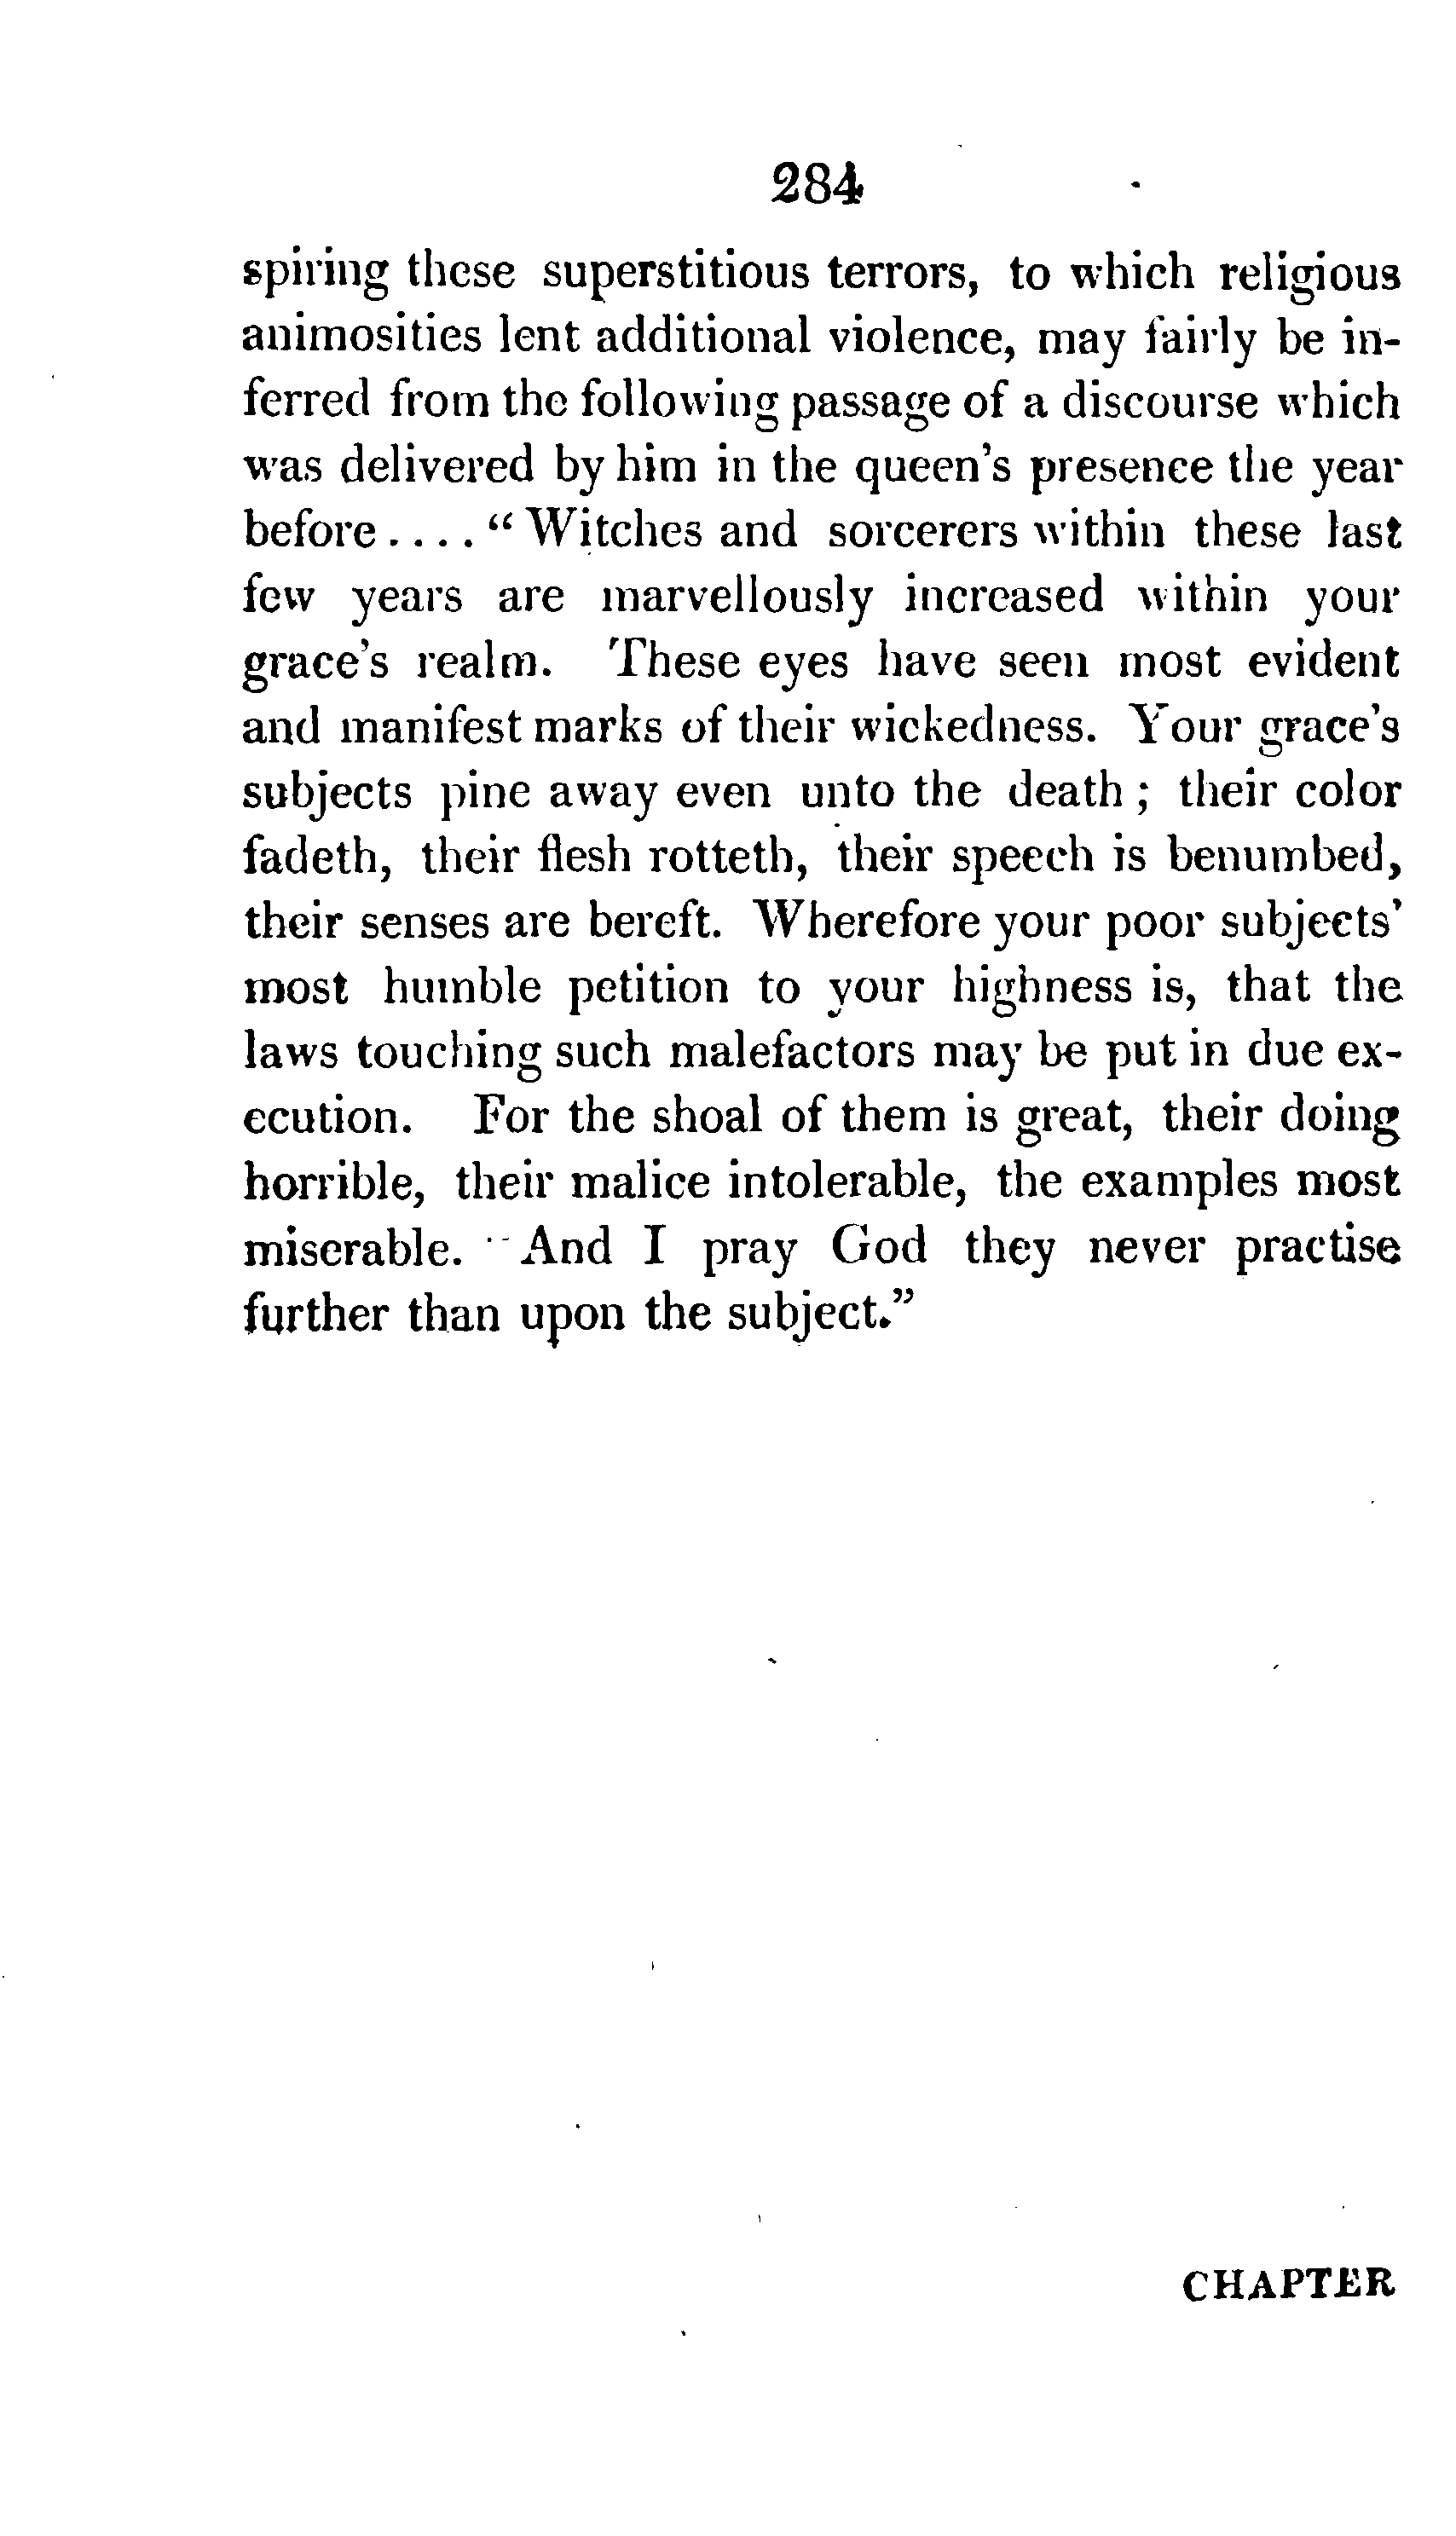 284
spiring these superstitious terrors, to which religious
animosities lent additional violence, may fairly be in-
ferred from the following passage of a discourse which
was delivered by him in the queen's presence the year
before.... “Witches and sorcerers within these last
few years are marvellously increased within your
grace's realm. These eyes have seen most evident
and manifest marks of their wickedness. Your grace's
subjects pine away even unto the death; their color
fadeth, their flesh rotteth, their speech is benumbed,
their senses are bereft. Wherefore your poor subjects'
most humble petition to your highness is, that the
laws touching such malefactors may be put in due ex-
ecution. For the shoal of them is great, their doing
horrible, their malice intolerable, the examples most
miserable. And I pray God they never practise
further than upon the subject.”
CHAPTER